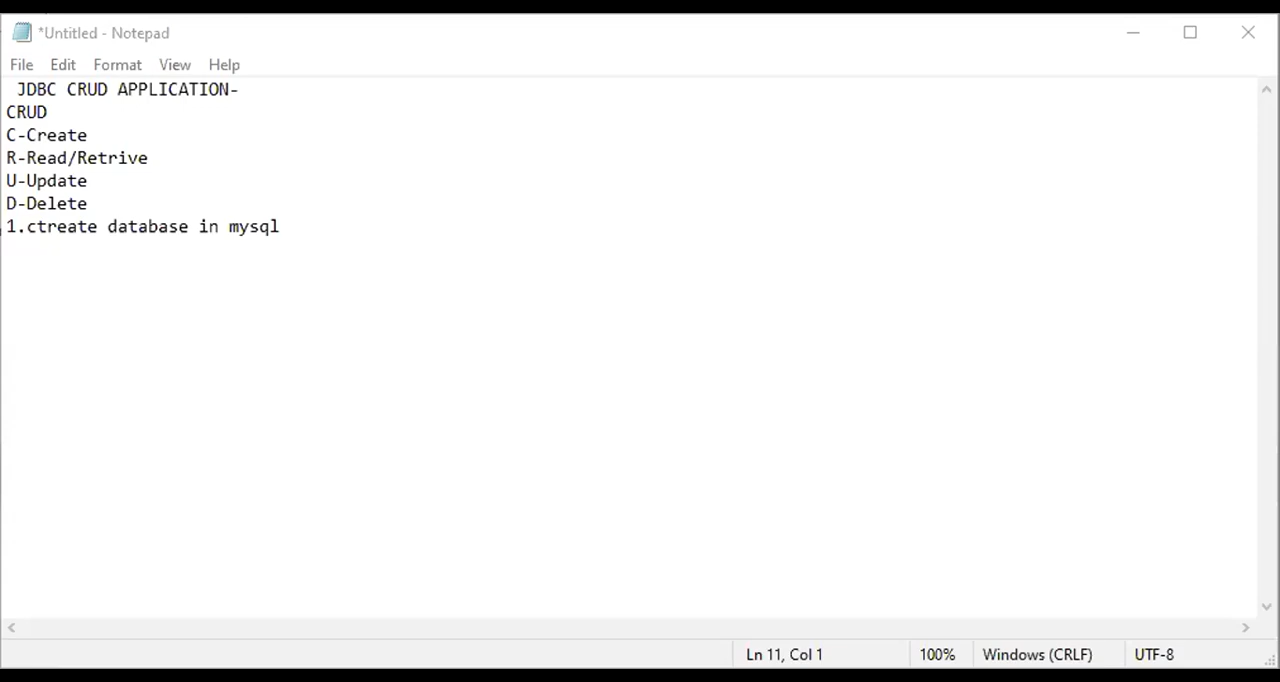 *Untitled - Notepad
File Edit Format View Help
JDBC CRUD APPLICATION-
CRUD
C-Create
R-Read/Retrive
U-Update
D-Delete
1.ctreate database in mysql
Ln 11, Col 1 100% Windows (CRLF) UTF-8